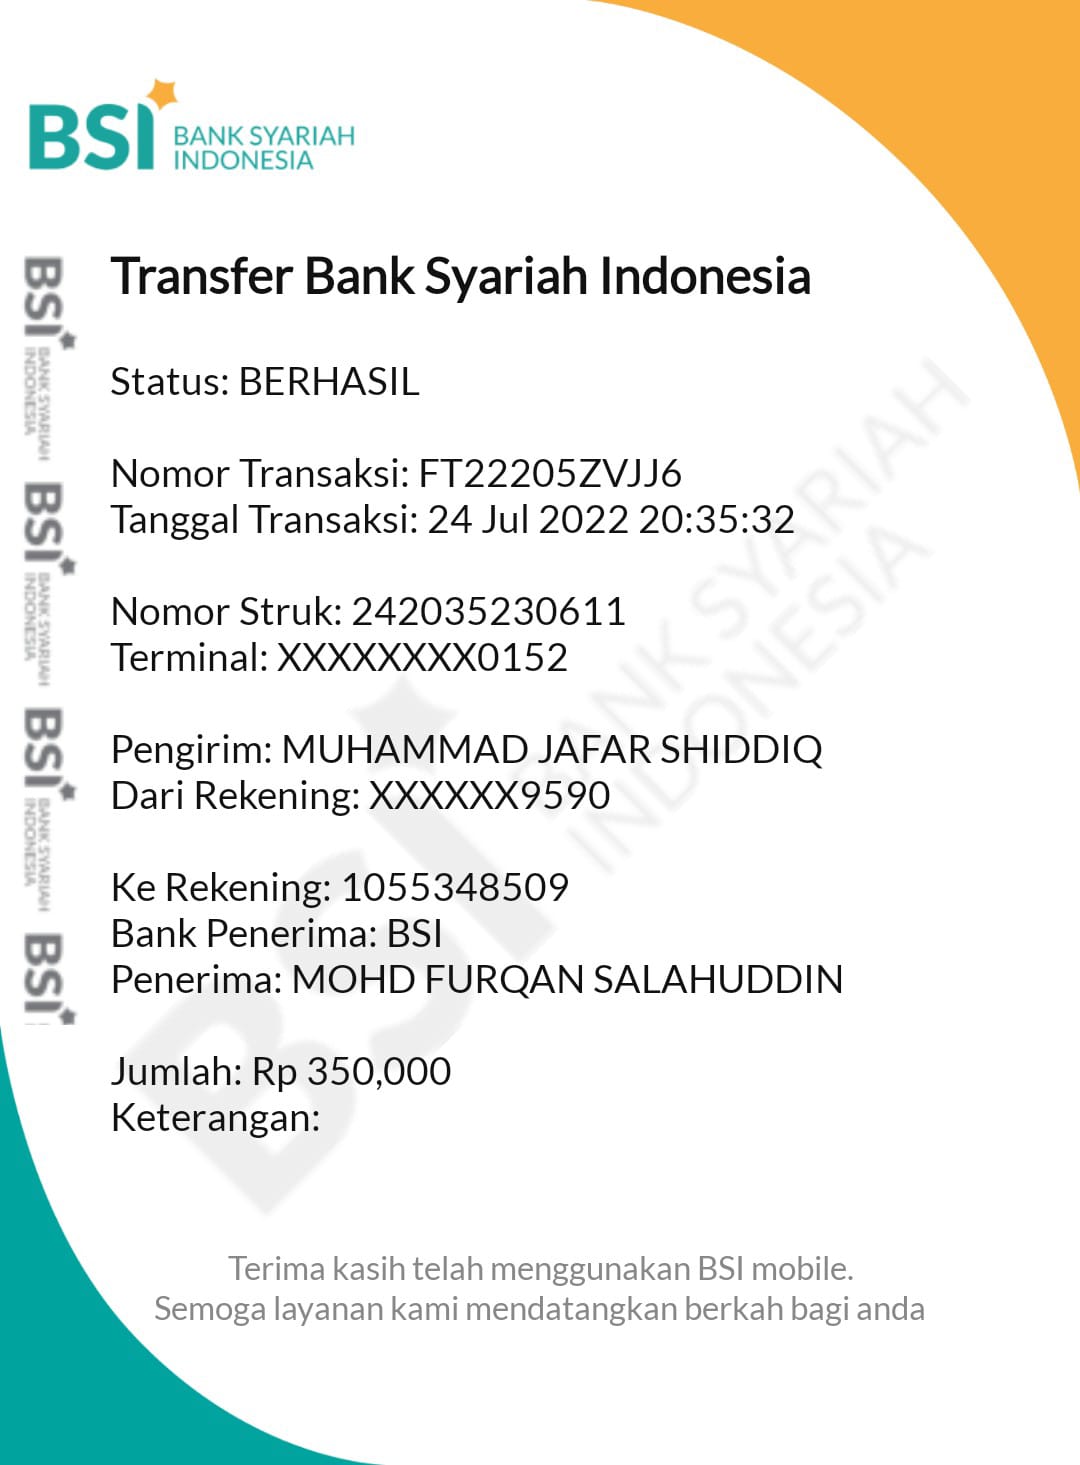 BSI BANK SYARIAH
INDONESIA
Transfer Bank Syariah Indonesia
Status: BERHASIL
Nomor Transaksi: FT22205ZVJJ6
Tanggal Transaksi: 24 Jul 2022 20:35:32
Nomor Struk: 242035230611
Terminal: XXXXXXXX0152
Pengirim: MUHAMMAD JAFAR SHIDDIQ
Dari Rekening: XXXXXX9590
Ke Rekening: 1055348509
Bank Penerima: BSI
Penerima: MOHD FURQAN SALAHUDDIN
Jumlah: Rp 350,000
Keterangan:
Terima kasih telah menggunakan BSI mobile.
Semoga layanan kami mendatangkan berkah bagi anda
BSI BANK SYARIAH
INDONESIA
BSI BANK SYARIAH
INDONESIA
BSI BANK SYARIAH
INDONESIA
BSI
BSI BANK SYARIAH
INDONESIA